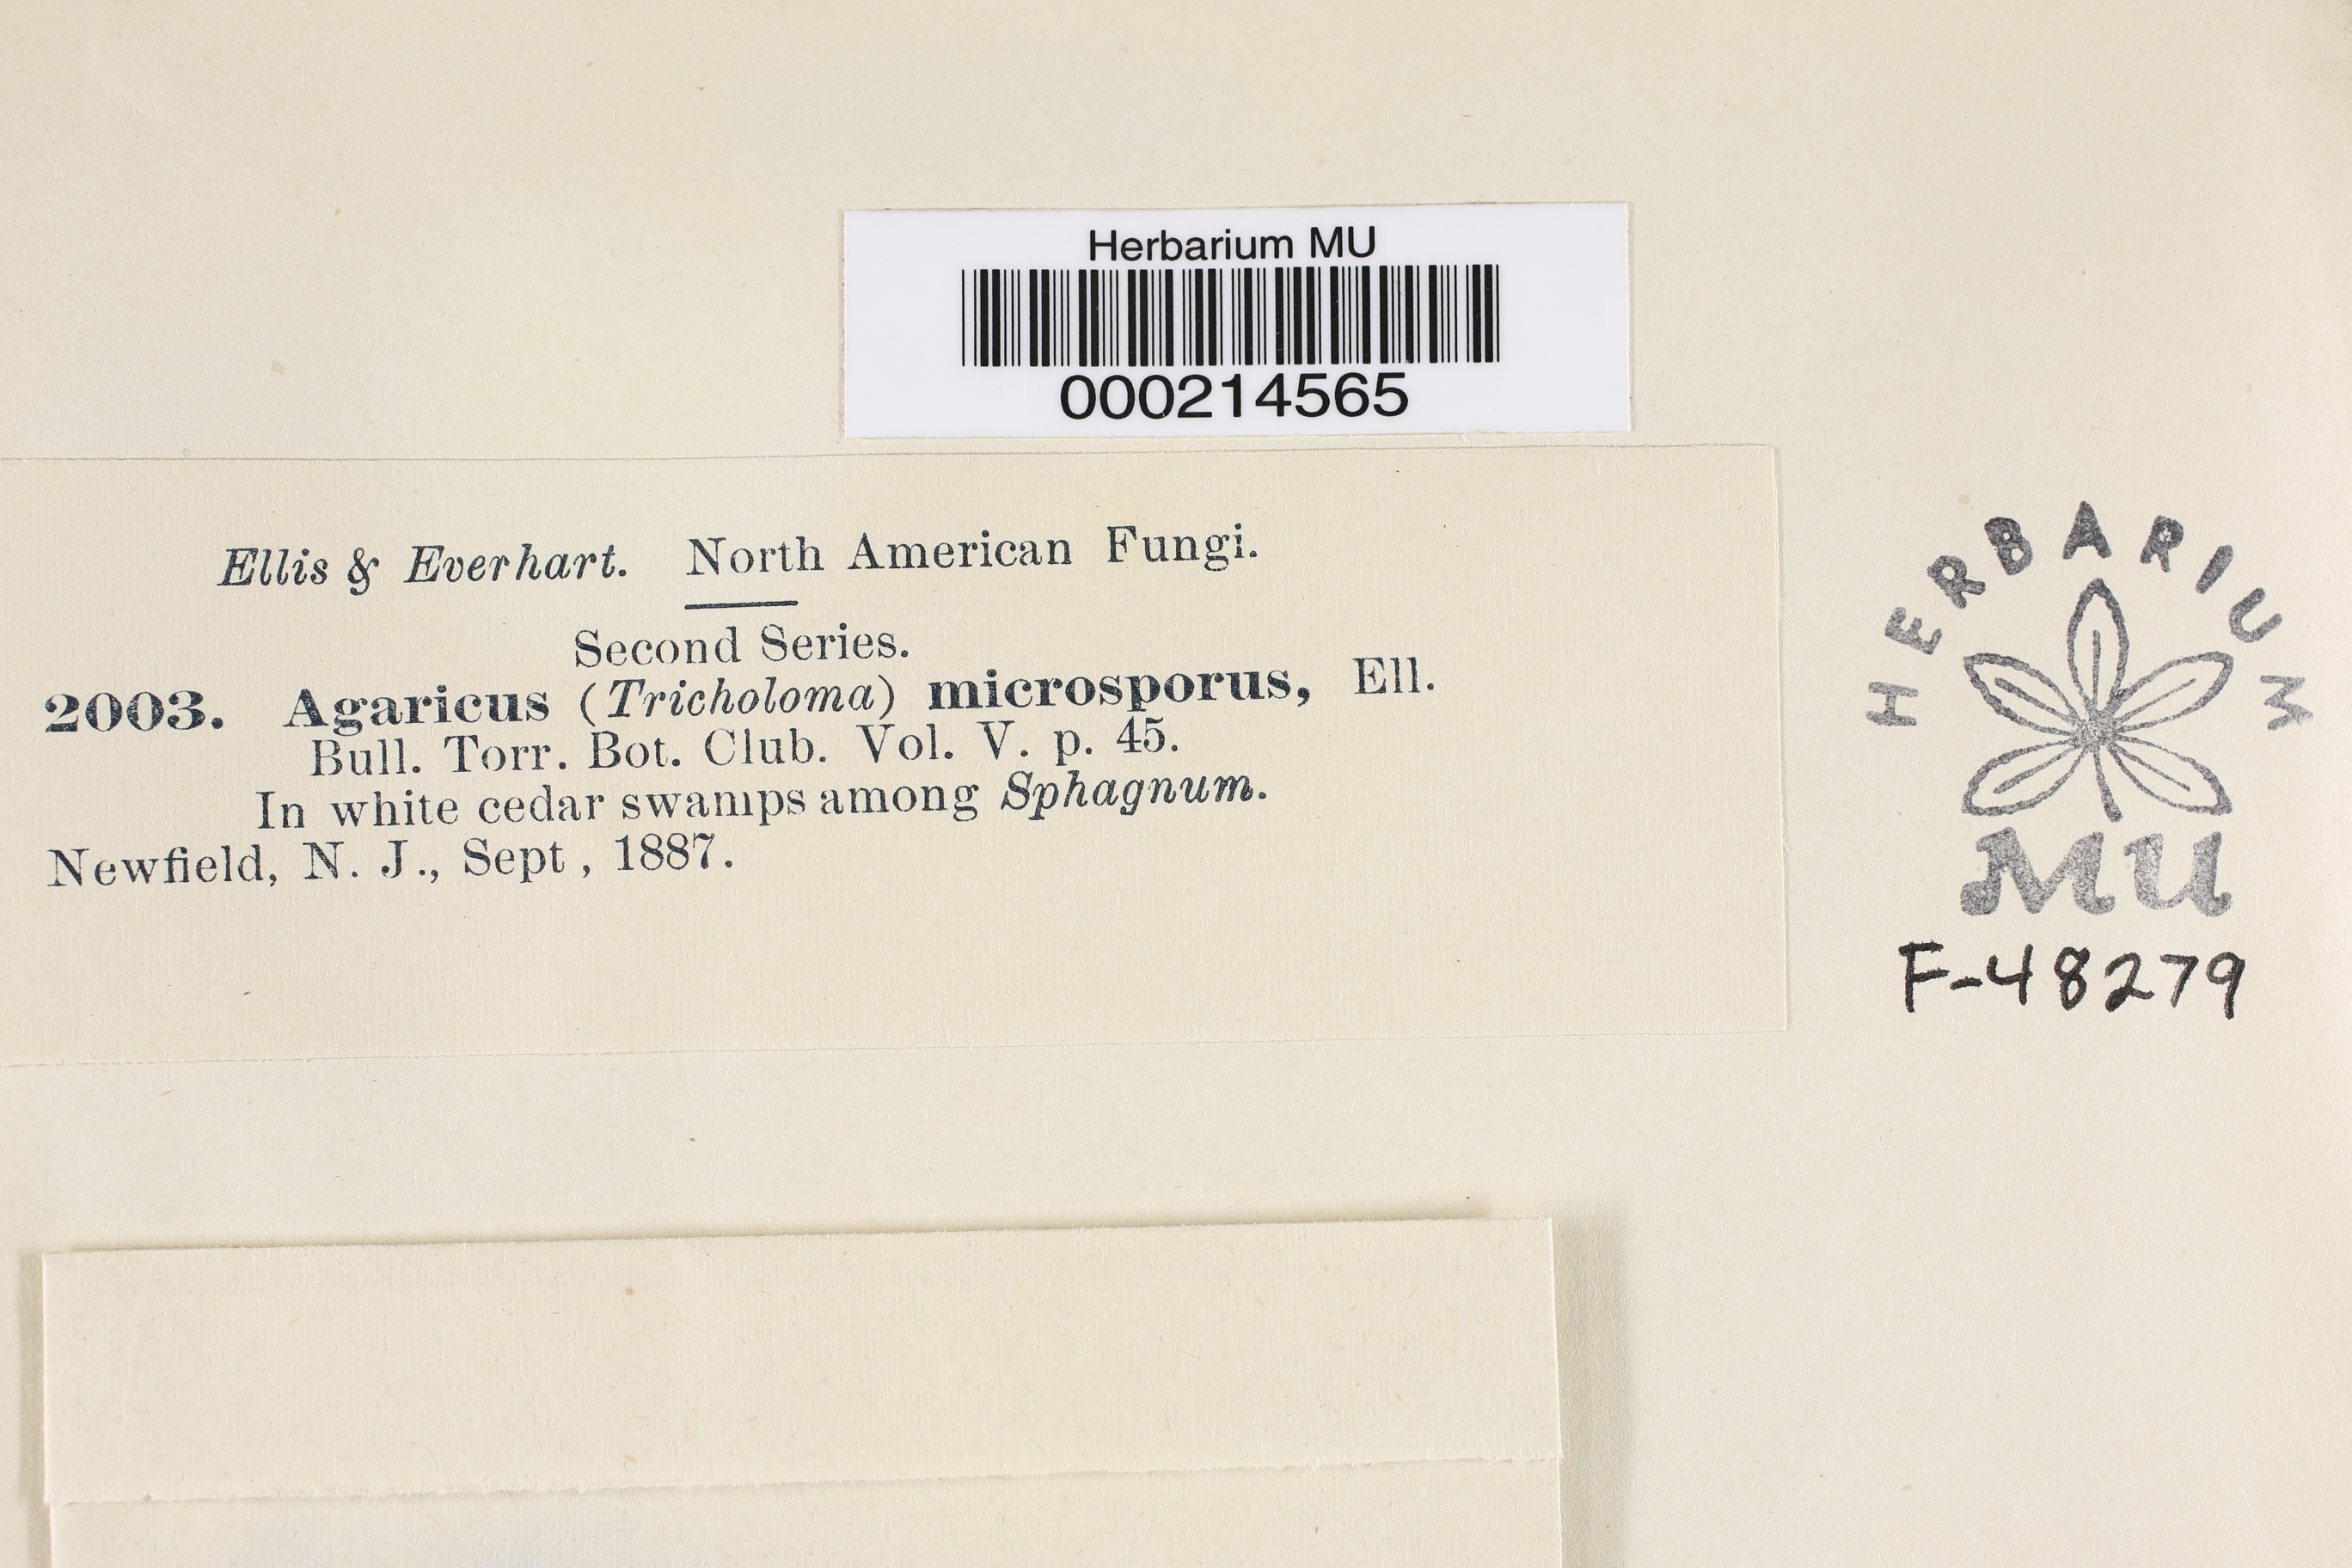 Herbarium MU
000214565
Ellis & Everhart. North American Fungi.
Second Series.
2003. Agaricus (Tricholoma) microsporus, Ell.
Bull. Torr. Bot. Club. Vol. V. p. 45.
In white cedar swamps among Sphagnum.
Newfield, N. J., Sept , 1887.
HERBARIUM
MU
F-48279